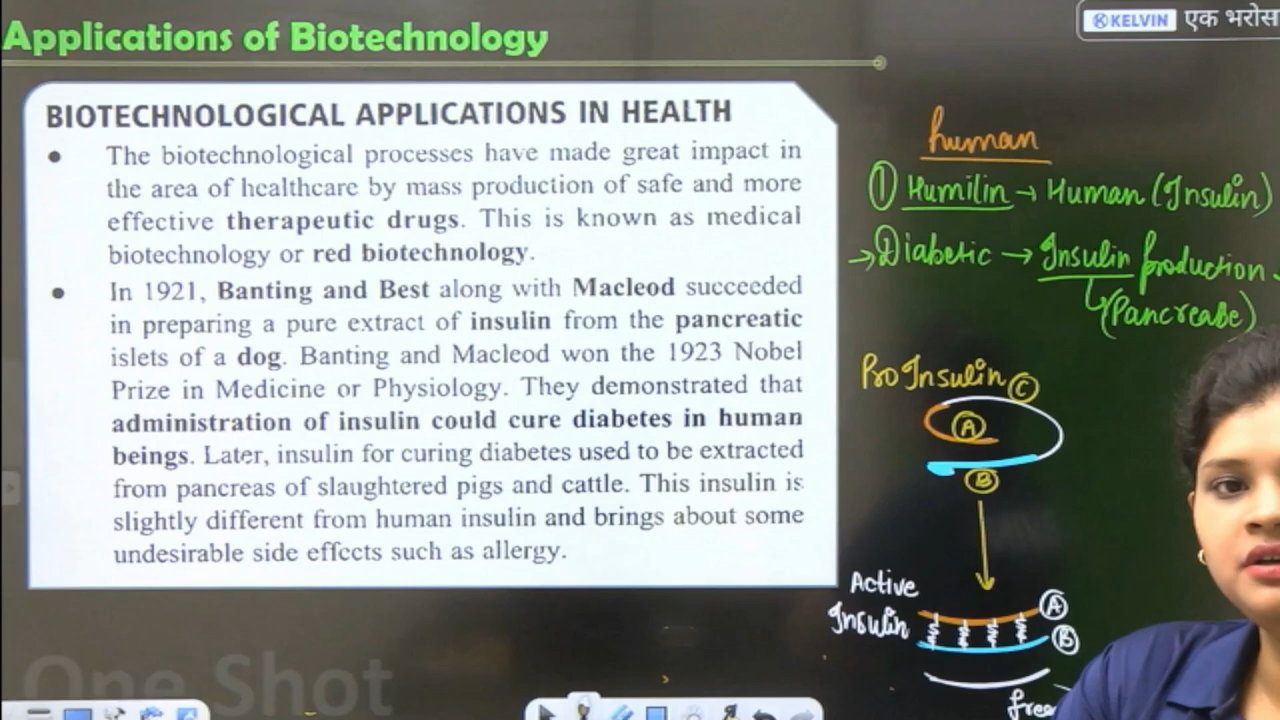 Applications of Biotechnology
KELVIN एक भरोस
BIOTECHNOLOGICAL APPLICATIONS IN HEALTH
• The biotechnological processes have made great impact in
the area of healthcare by mass production of safe and more
effective therapeutic drugs. This is known as medical
biotechnology or red biotechnology.
• In 1921, Banting and Best along with Macleod succeeded
in preparing a pure extract of insulin from the pancreatic
islets of a dog. Banting and Macleod won the 1923 Nobel
Prize in Medicine or Physiology. They demonstrated that
administration of insulin could cure diabetes in human
beings. Later, insulin for curing diabetes used to be extracted
from pancreas of slaughtered pigs and cattle. This insulin is
slightly different from human insulin and brings about some
undesirable side effects such as allergy.
human
① Humilin → Human (Insulin)
→ Diabetic → Insulin production
(Pancrease)
ProInsulin
C
A
B
Active
Insulin
A
B
free
One Shot